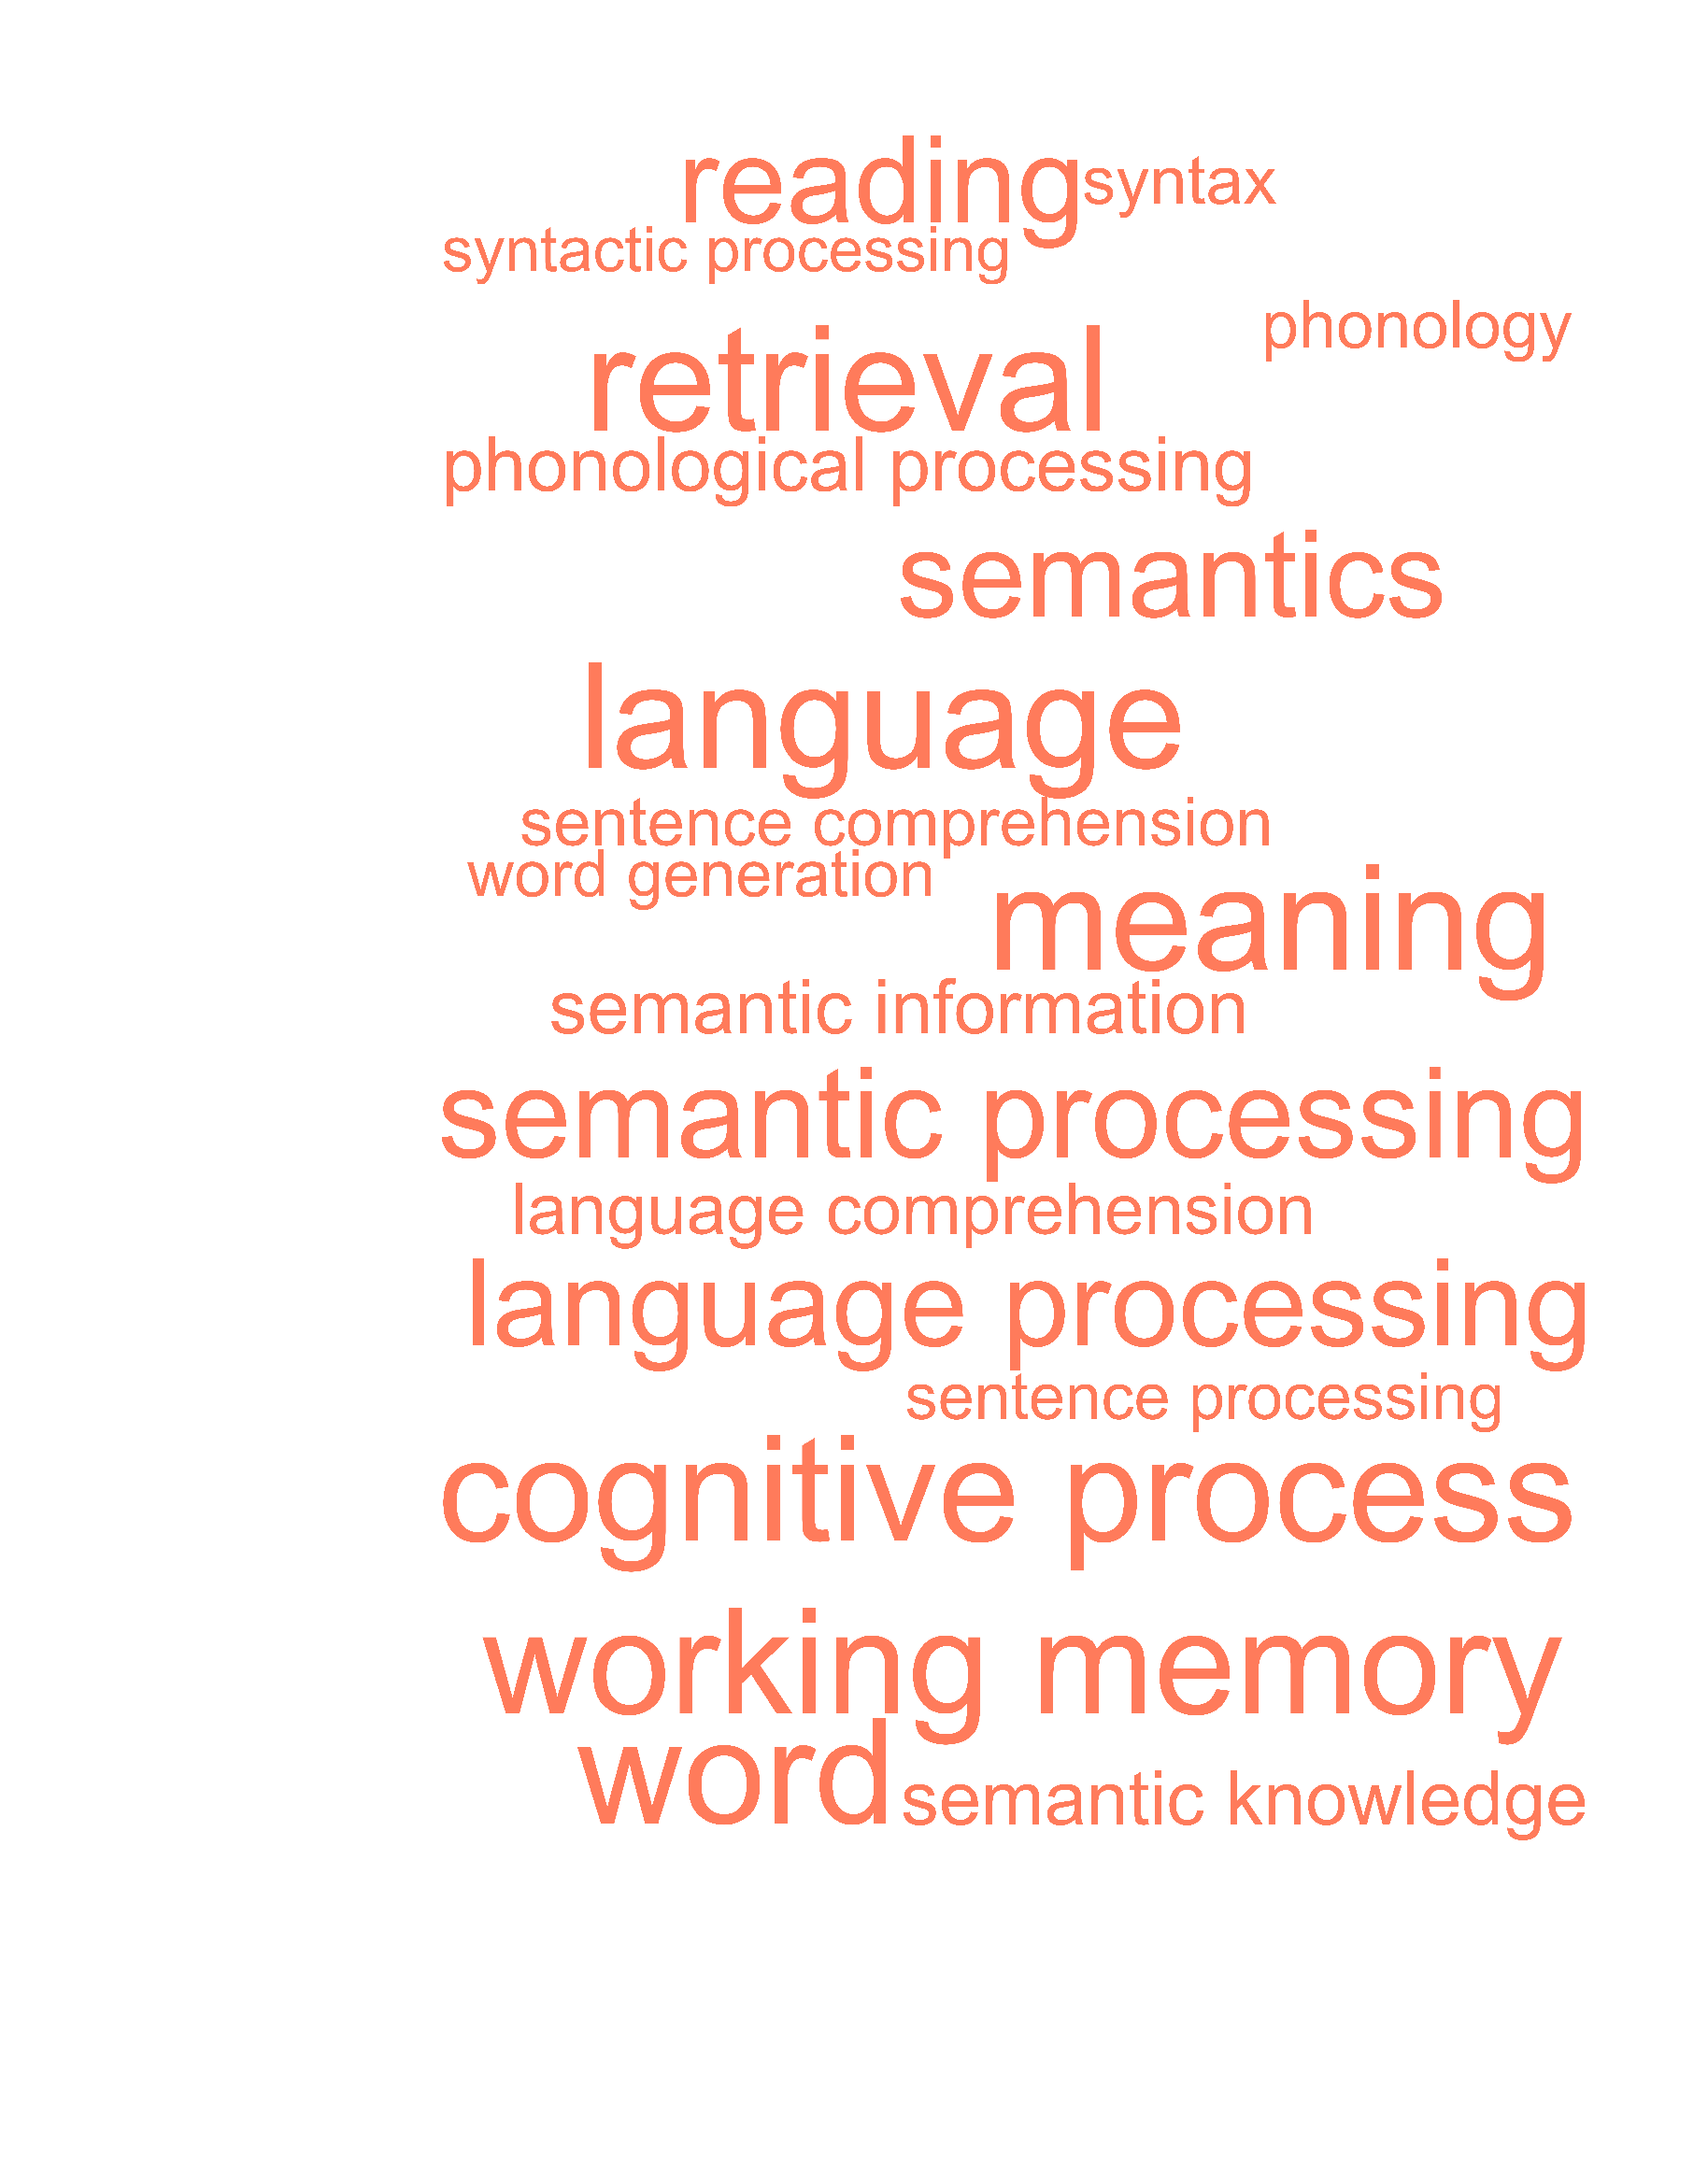 reading syntax
syntactic processing
phonology
retrieval
phonological processing
semantics
language
sentence comprehension
word generation
meaning
semantic information
semantic processing
language comprehension
language processing
sentence processing
cognitive process
working memory
word semantic knowledge